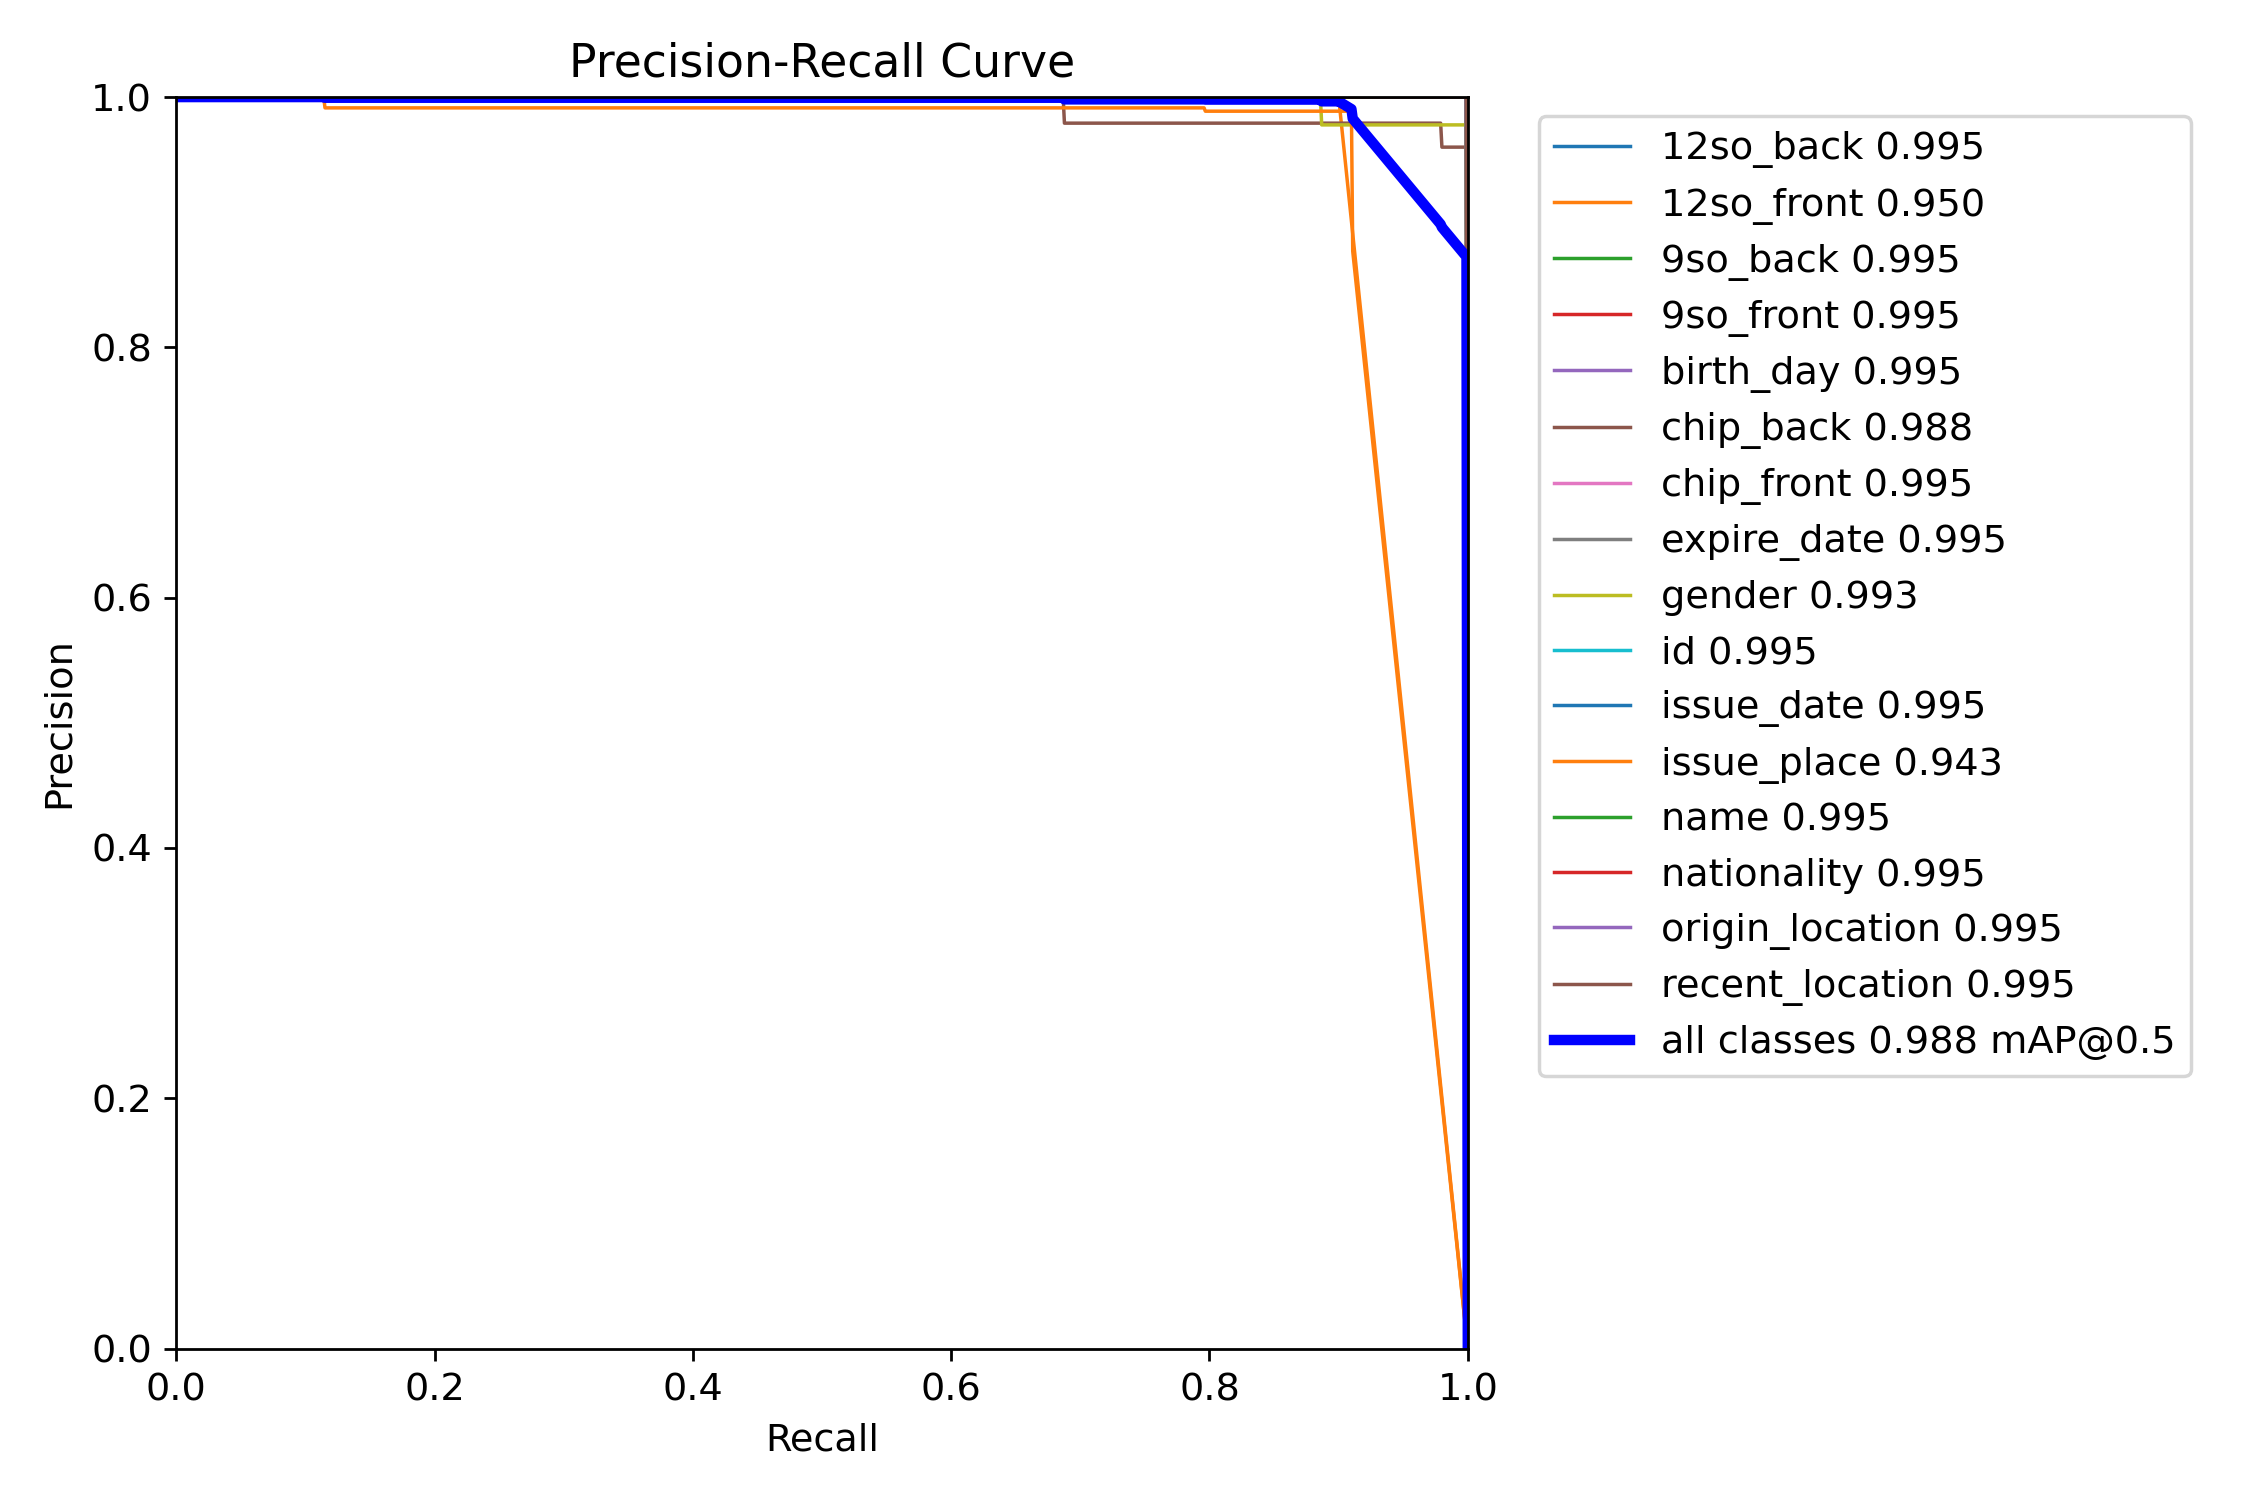 Precision-Recall Curve
1.0
0.8
0.6
0.4
0.2
0.0
Precision
0.0 0.2 0.4 0.6 0.8 1.0
Recall
12so_back 0.995
12so_front 0.950
9so_back 0.995
9so_front 0.995
birth_day 0.995
chip_back 0.988
chip_front 0.995
expire_date 0.995
gender 0.993
id 0.995
issue_date 0.995
issue_place 0.943
name 0.995
nationality 0.995
origin_location 0.995
recent_location 0.995
all classes 0.988 mAP@0.5